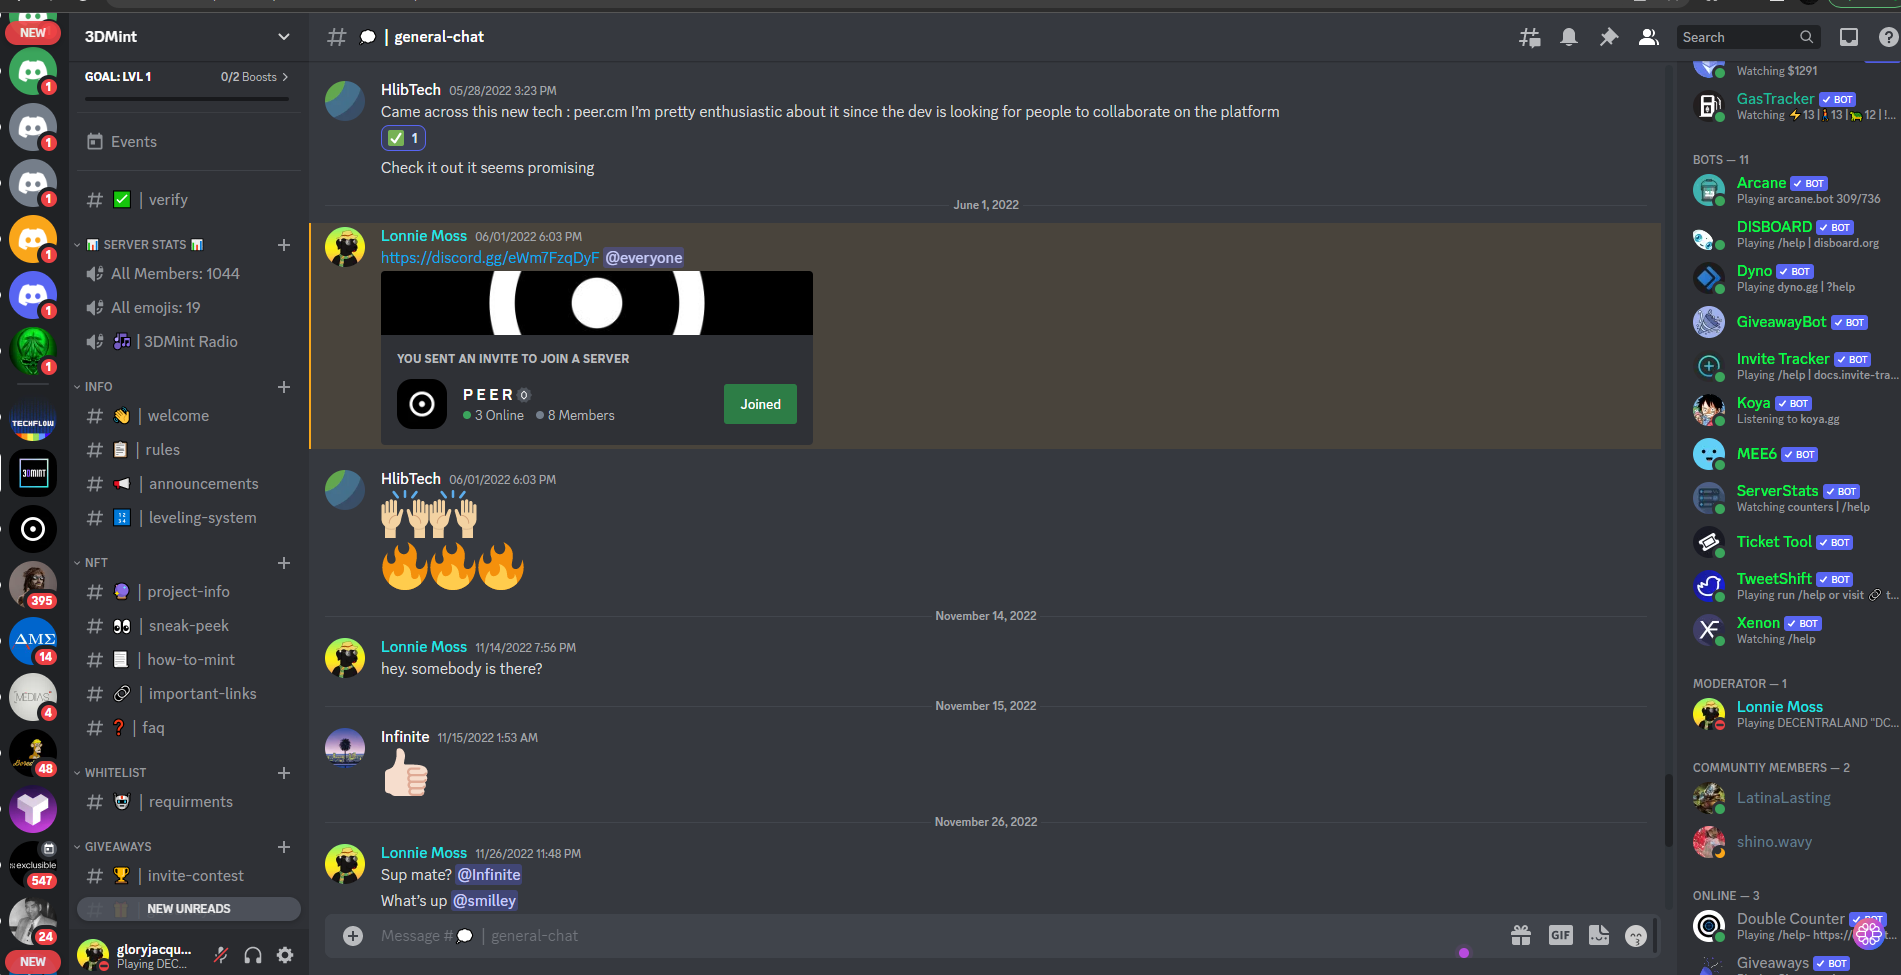 NEW
1
1
1
1
1
1
TECHFLOW
3DMINT
395
ΔΜΣ
14
"MEDIAS"
4
Bored
48
exclusible
547
24
NEW
3DMint
GOAL: LVL 1
0/2 Boosts
Events
| verify
SERVER STATS
All Members: 1044
All emojis: 19
| 3DMint Radio
INFO
| welcome
| rules
| announcements
| leveling-system
NFT
| project-info
| sneak-peek
| how-to-mint
| important-links
| faq
WHITELIST
| requirments
GIVEAWAYS
| invite-contest
NEW UNREADS
gloryjacqu...
Playing DEC...
# | general-chat
Search
HlibTech 05/28/2022 3:23 PM
Came across this new tech : peer.cm I'm pretty enthusiastic about it since the dev is looking for people to collaborate on the platform
1
Check it out it seems promising
June 1, 2022
Lonnie Moss 06/01/2022 6:03 PM
https://discord.gg/eWm7FzqDyF @everyone
YOU SENT AN INVITE TO JOIN A SERVER
P E E R
3 Online 8 Members
Joined
HlibTech 06/01/2022 6:03 PM
November 14, 2022
Lonnie Moss 11/14/2022 7:56 PM
hey. somebody is there?
November 15, 2022
Infinite 11/15/2022 1:53 AM
November 26, 2022
Lonnie Moss 11/26/2022 11:48 PM
Sup mate? @Infinite
What's up @smilley
Message # | general-chat
GIF
Watching $1291
GasTracker BOT
Watching ⚡13 | 🚶13 | 🐢12 | !...
BOTS — 11
Arcane BOT
Playing arcane.bot 309/736
DISBOARD BOT
Playing /help | disboard.org
Dyno BOT
Playing dyno.gg | ?help
GiveawayBot BOT
Invite Tracker BOT
Playing /help | docs.invite-tra...
Koya BOT
Listening to koya.gg
MEE6 BOT
ServerStats BOT
Watching counters | /help
Ticket Tool BOT
TweetShift BOT
Playing run /help or visit 🔗 t...
Xenon BOT
Watching /help
MODERATOR — 1
Lonnie Moss
Playing DECENTRALAND "DC...
COMMUNTIY MEMBERS — 2
LatinaLasting
shino.wavy
ONLINE — 3
Double Counter BOT
Playing /help- https://
Giveaways BOT